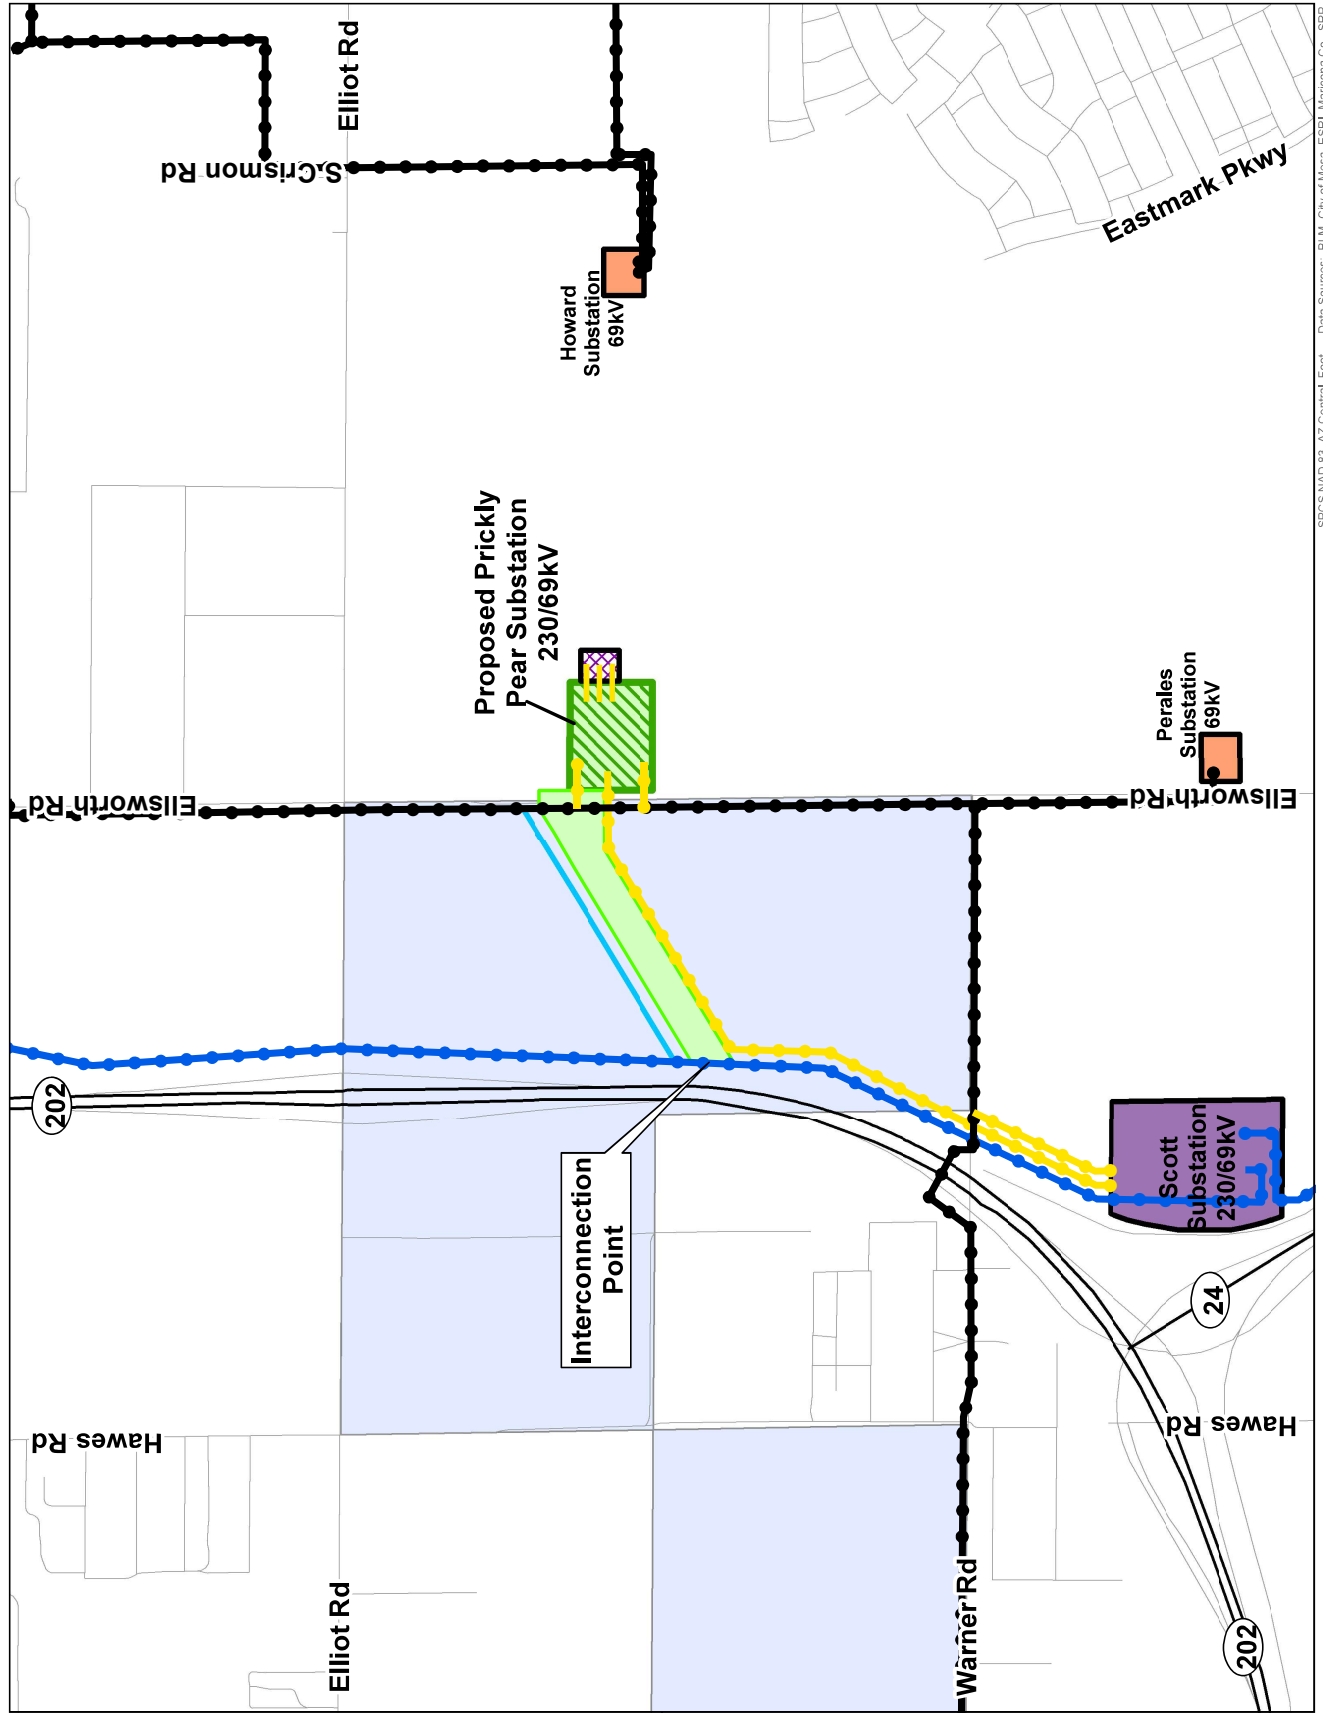 Elliot Rd
S.Crismon Rd
Eastmark Pkwy
Howard
Substation
69kV
Proposed Prickly
Pear Substation
230/69kV
Perales
Substation
69kV
Ellsworth Rd
Ellsworth Rd
202
Interconnection
Point
Scott
Substation
230/69kV
24
Hawes Rd
Hawes Rd
Elliot Rd
Warner Rd
202